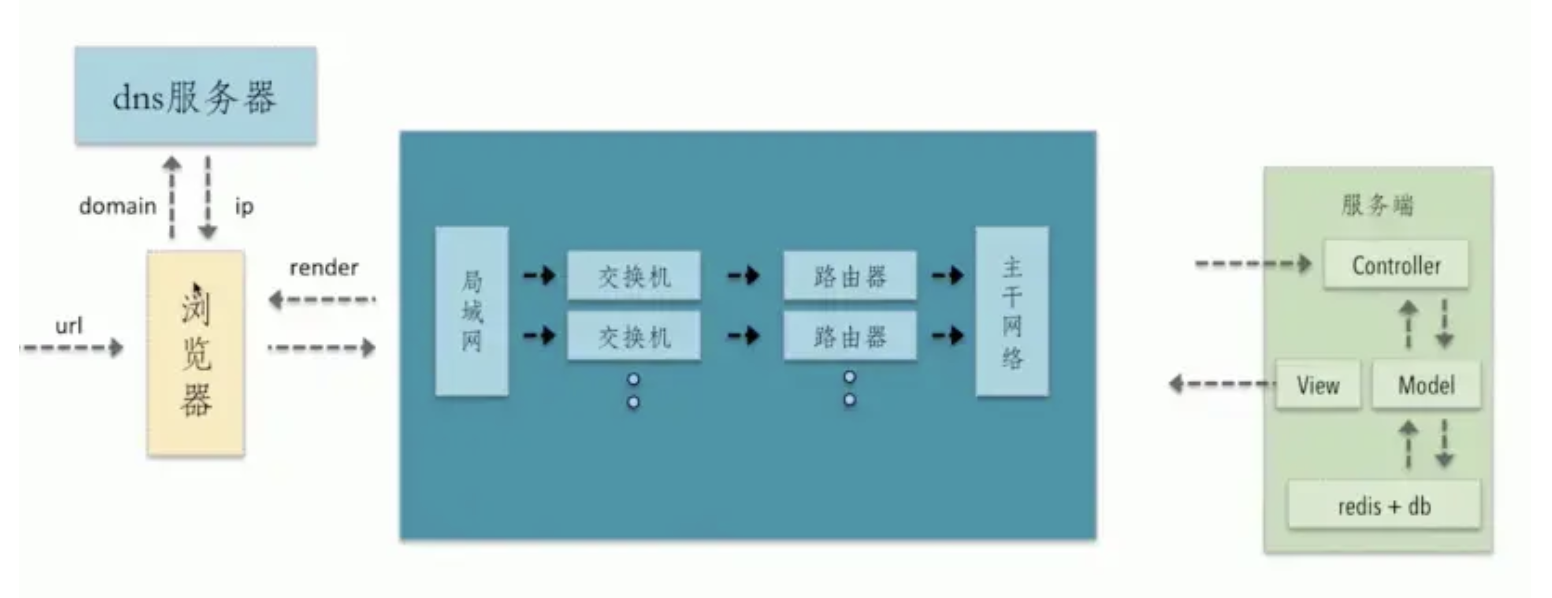 dns服务器
domain
ip
url
浏览器
render
局域网
交换机
路由器
交换机
路由器
主干网络
服务端
Controller
View
Model
redis + db